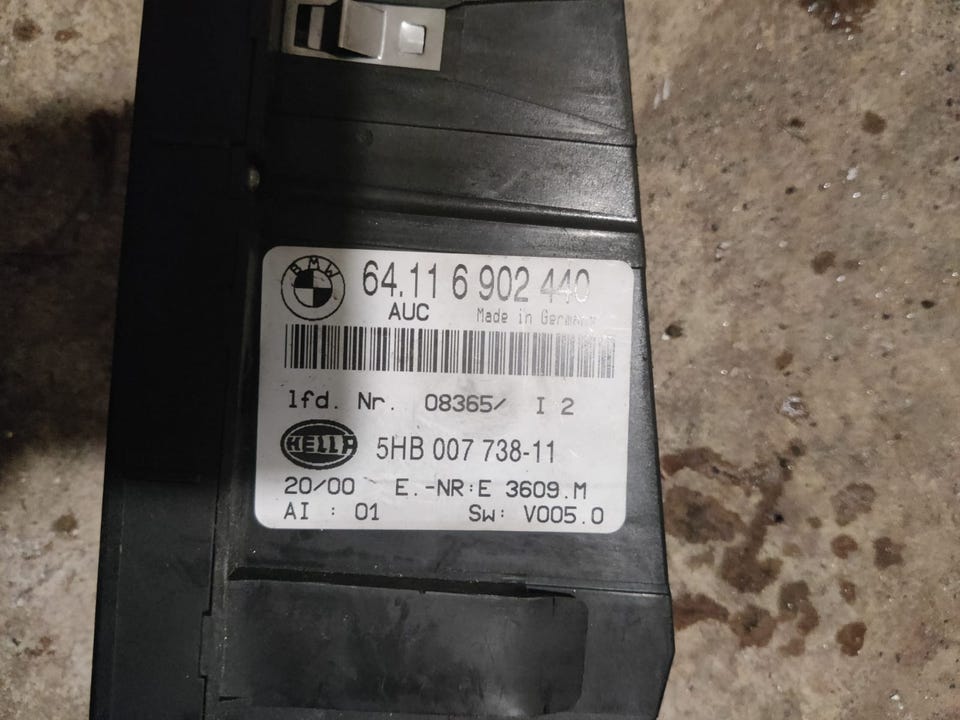 BMW
64.11 6 902 440
AUC Made in Germany
lfd. Nr. 08365/ I 2
HELLA
5HB 007 738-11
20/00 E.-NR:E 3609.M
AI : 01 Sw: V005.0